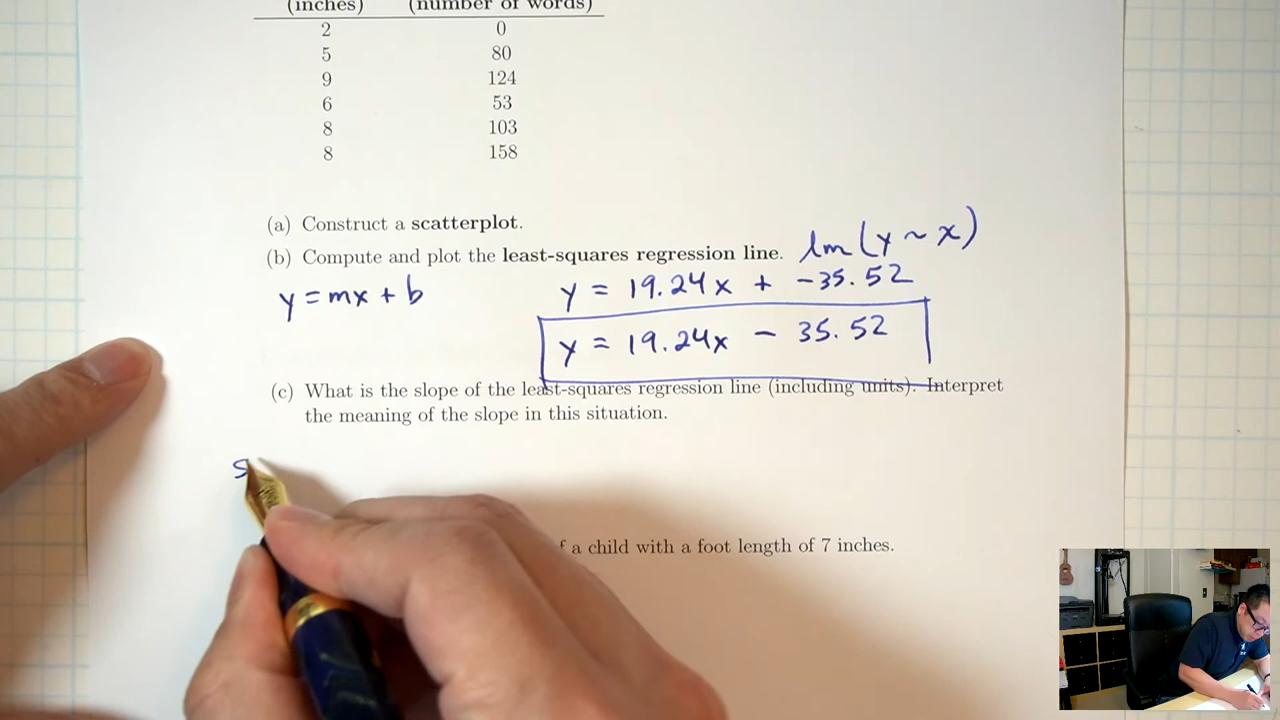 (inches) (number of words)
2 0
5 80
9 124
6 53
8 103
8 158
(a) Construct a scatterplot.
(b) Compute and plot the least-squares regression line. lm(y ~ x)
y = mx + b y = 19.24x + -35.52
y = 19.24x - 35.52
(c) What is the slope of the least-squares regression line (including units). Interpret
the meaning of the slope in this situation.
s
a child with a foot length of 7 inches.